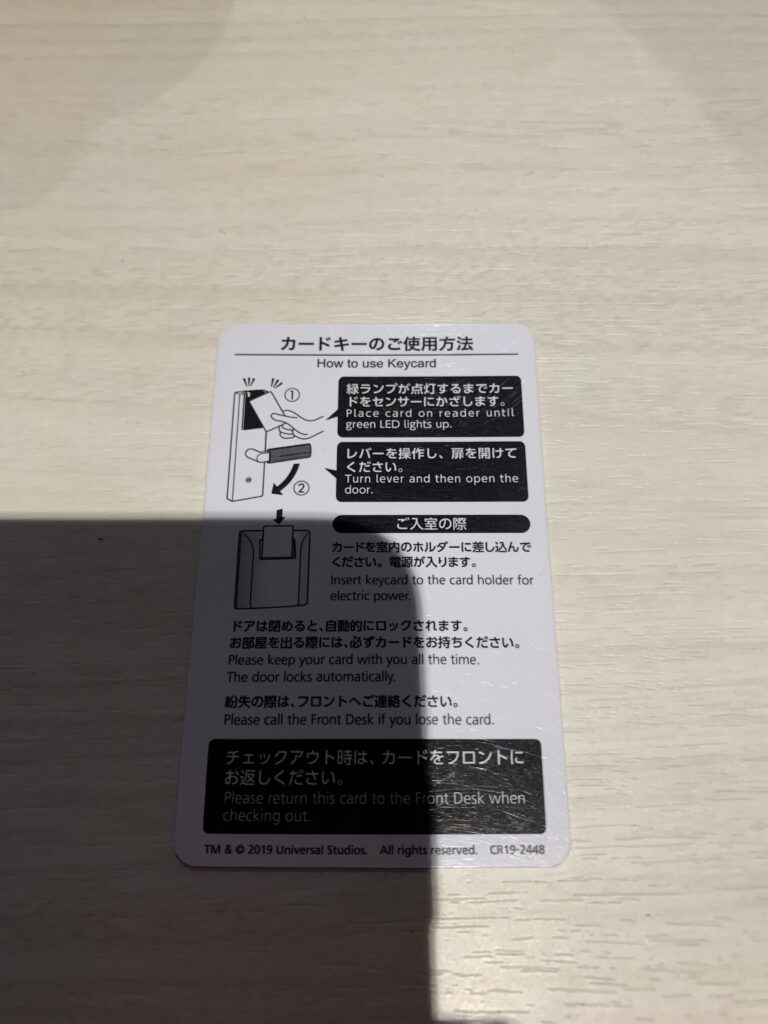 カードキーのご使用方法
How to use Keycard
①
緑ランプが点灯するまでカー
ドをセンサーにかざします。
Place card on reader until
green LED lights up.
レバーを操作し、扉を開けて
ください。
Turn lever and then open the
door.
②
ご入室の際
カードを室内のホルダーに差し込んで
ください。電源が入ります。
Insert keycard to the card holder for
electric power.
ドアは閉めると、自動的にロックされます。
お部屋を出る際には、必ずカードをお持ちください。
Please keep your card with you all the time.
The door locks automatically.
紛失の際は、フロントへご連絡ください。
Please call the Front Desk if you lose the card.
チェックアウト時は、カードをフロントに
お返しください。
Please return this card to the Front Desk when
checking out.
TM & © 2019 Universal Studios. All rights reserved. CR19-2448